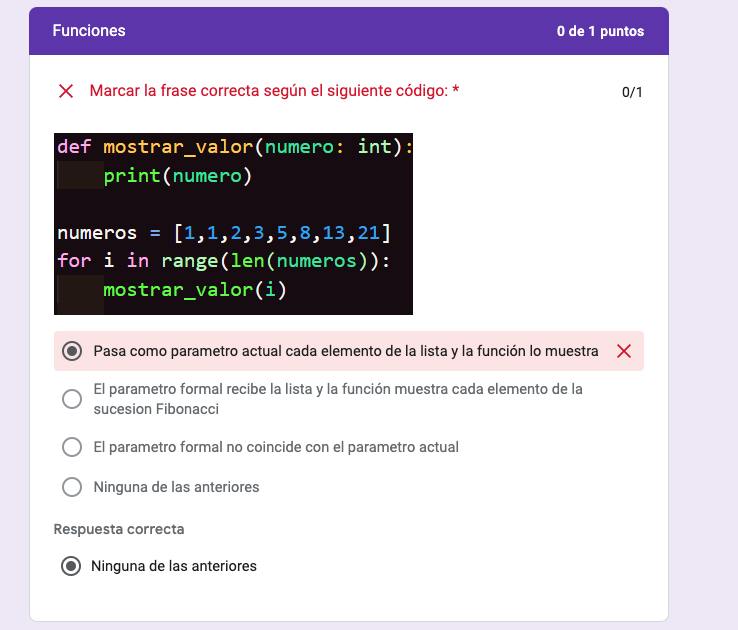 Funciones 0 de 1 puntos
Marcar la frase correcta según el siguiente código: * 0/1
def mostrar_valor(numero: int):
    print(numero)
numeros = [1,1,2,3,5,8,13,21]
for i in range(len(numeros)):
    mostrar_valor(i)
Pasa como parametro actual cada elemento de la lista y la función lo muestra
El parametro formal recibe la lista y la función muestra cada elemento de la
sucesion Fibonacci
El parametro formal no coincide con el parametro actual
Ninguna de las anteriores
Respuesta correcta
Ninguna de las anteriores